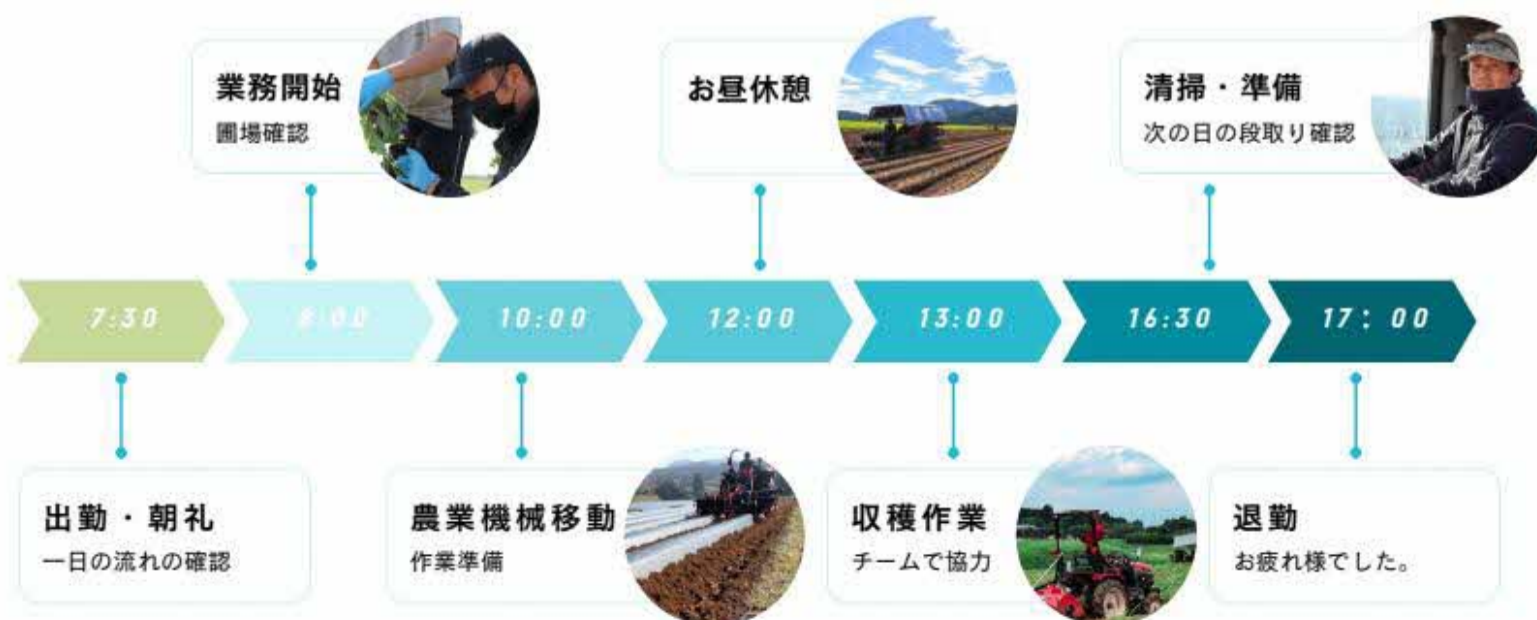 業務開始
圃場確認
お昼休憩
清掃・準備
次の日の段取り確認
7:30
8:00
10:00
12:00
13:00
16:30
17：00
出勤・朝礼
一日の流れの確認
農業機械移動
作業準備
収穫作業
チームで協力
退勤
お疲れ様でした。